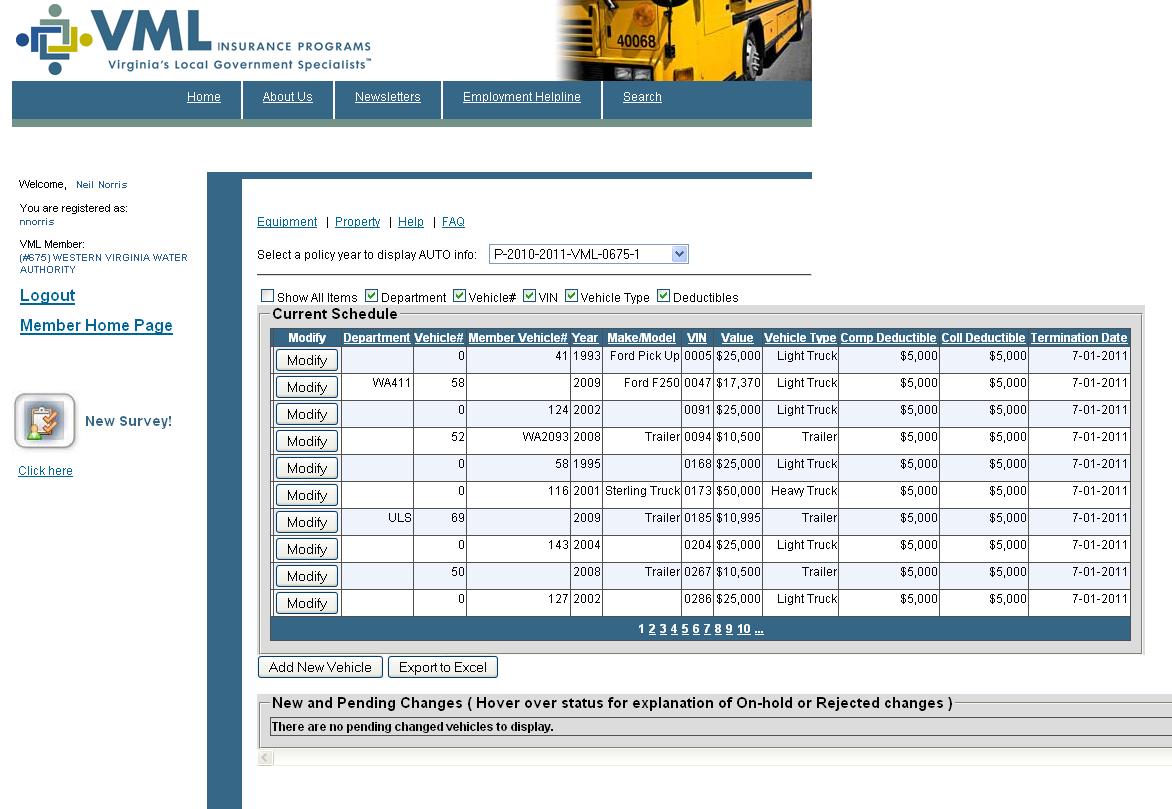 VML INSURANCE PROGRAMS
Virginia's Local Government Specialists™
40068
Home About Us Newsletters Employment Helpline Search
Welcome, Neil Norris
You are registered as:
nnorris
VML Member:
(#675) WESTERN VIRGINIA WATER
AUTHORITY
Logout
Member Home Page
New Survey!
Click here
Equipment | Property | Help | FAQ
Select a policy year to display AUTO info: P-2010-2011-VML-0675-1
Show All Items Department Vehicle# VIN Vehicle Type Deductibles
Current Schedule
Modify Department Vehicle# Member Vehicle# Year Make/Model VIN Value Vehicle Type Comp Deductible Coll Deductible Termination Date
Modify 0 41 1993 Ford Pick Up 0005 $25,000 Light Truck $5,000 $5,000 7-01-2011
Modify WA411 58 2009 Ford F250 0047 $17,370 Light Truck $5,000 $5,000 7-01-2011
Modify 0 124 2002 0091 $25,000 Light Truck $5,000 $5,000 7-01-2011
Modify 52 WA2093 2008 Trailer 0094 $10,500 Trailer $5,000 $5,000 7-01-2011
Modify 0 58 1995 0168 $25,000 Light Truck $5,000 $5,000 7-01-2011
Modify 0 116 2001 Sterling Truck 0173 $50,000 Heavy Truck $5,000 $5,000 7-01-2011
Modify ULS 69 2009 Trailer 0185 $10,995 Trailer $5,000 $5,000 7-01-2011
Modify 0 143 2004 0204 $25,000 Light Truck $5,000 $5,000 7-01-2011
Modify 50 2008 Trailer 0267 $10,500 Trailer $5,000 $5,000 7-01-2011
Modify 0 127 2002 0286 $25,000 Light Truck $5,000 $5,000 7-01-2011
1 2 3 4 5 6 7 8 9 10 ...
Add New Vehicle Export to Excel
New and Pending Changes ( Hover over status for explanation of On-hold or Rejected changes )
There are no pending changed vehicles to display.